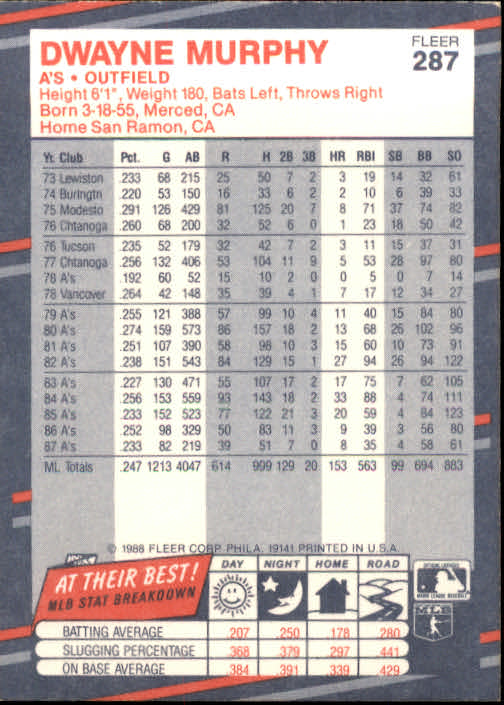 DWAYNE MURPHY
A'S • OUTFIELD
Height 6'1", Weight 180, Bats Left, Throws Right
Born 3-18-55, Merced, CA
Home San Ramon, CA
FLEER
287
Yr. Club Pct. G AB R H 2B 3B HR RBI SB BB SO
73 Lewiston .233 68 215 25 50 7 2 3 19 14 32 61
74 Burlngtn .220 53 150 16 33 6 2 2 10 6 39 33
75 Modesto .291 126 429 81 125 20 7 8 71 37 74 82
76 Chtanoga .260 68 200 32 52 6 0 1 23 18 50 42
76 Tucson .235 52 179 32 42 7 2 3 11 15 37 31
77 Chtanoga .256 132 406 53 104 11 9 5 53 28 97 80
78 A's .192 60 52 15 10 2 0 0 5 0 7 14
78 Vancover .264 42 148 35 39 4 1 7 17 12 34 27
79 A's .255 121 388 57 99 10 4 11 40 15 84 80
80 A's .274 159 573 86 157 18 2 13 68 26 102 96
81 A's .251 107 390 58 98 10 3 15 60 10 73 91
82 A's .238 151 543 84 129 15 1 27 94 26 94 122
83 A's .227 130 471 55 107 17 2 17 75 7 62 105
84 A's .256 153 559 93 143 18 2 33 88 4 74 111
85 A's .233 152 523 77 122 21 3 20 59 4 84 123
86 A's .252 98 329 50 83 11 3 9 39 3 56 80
87 A's .233 82 219 39 51 7 0 8 35 4 58 61
ML Totals .247 1213 4047 614 999 129 20 153 563 99 694 883
© 1988 FLEER CORP. PHILA. 19141 PRINTED IN U.S.A.
AT THEIR BEST!
MLB STAT BREAKDOWN
DAY NIGHT HOME ROAD
BATTING AVERAGE .207 .250 .178 .280
SLUGGING PERCENTAGE .368 .379 .297 .441
ON BASE AVERAGE .384 .391 .339 .429